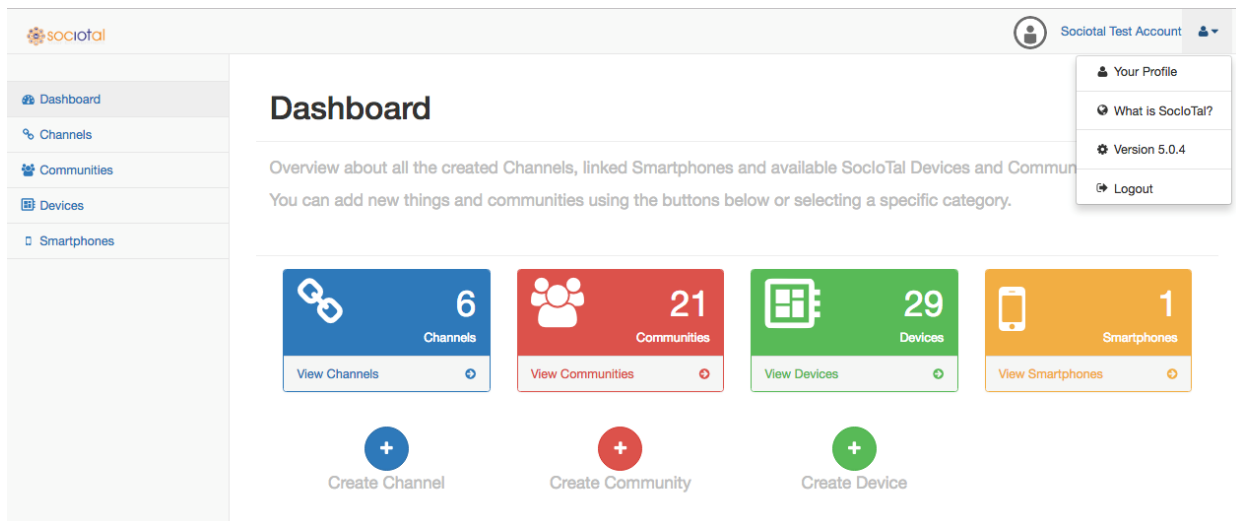 sociotal
Sociotal Test Account
Your Profile
What is SocIoTal?
Version 5.0.4
Logout
Dashboard
Channels
Communities
Devices
Smartphones
Dashboard
Overview about all the created Channels, linked Smartphones and available SocIoTal Devices and Commun
You can add new things and communities using the buttons below or selecting a specific category.
6
Channels
View Channels
21
Communities
View Communities
29
Devices
View Devices
1
Smartphones
View Smartphones
Create Channel
Create Community
Create Device